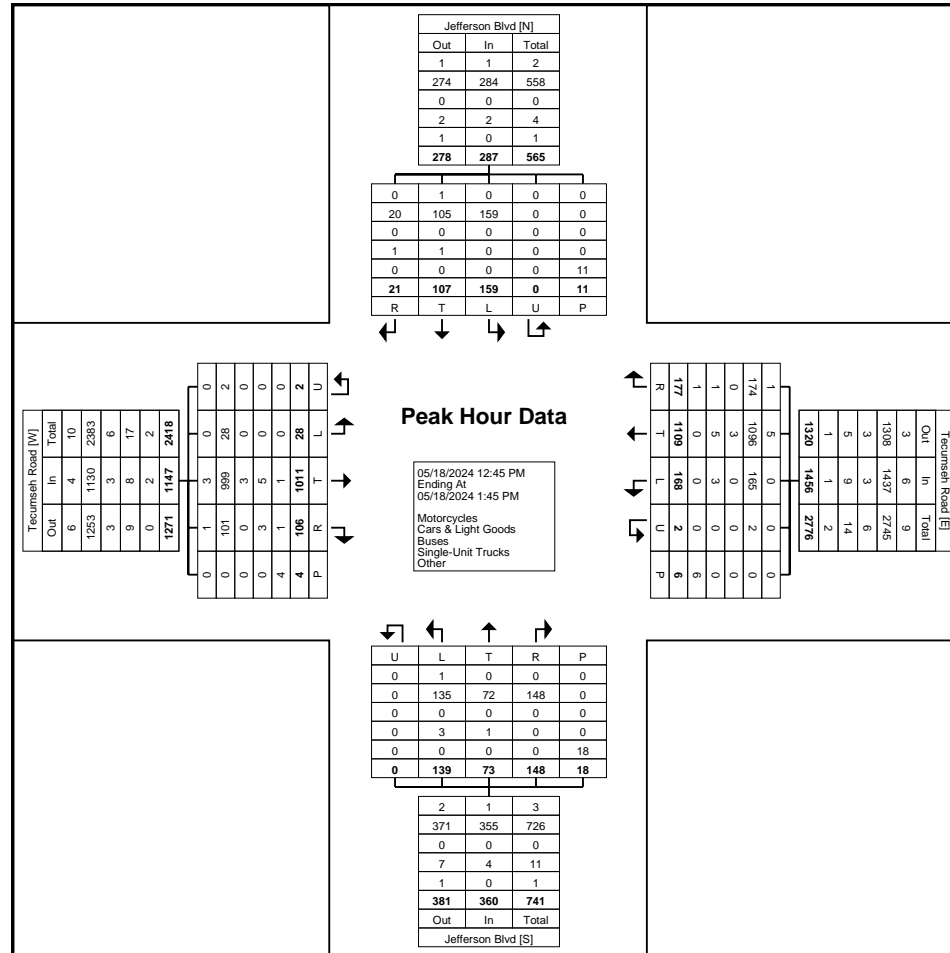 Jefferson Blvd [N]
Out In Total
1 1 2
274 284 558
0 0 0
2 2 4
1 0 1
278 287 565
0 1 0 0 0
20 105 159 0 0
0 0 0 0 0
1 1 0 0 0
0 0 0 0 11
21 107 159 0 11
R T L U P
U L T R P
2 28 1011 106 4
0 0 1 1 4
0 0 5 3 0
0 0 3 0 0
2 28 999 101 0
0 0 3 1 0
2418 1147 1271
2 2 0
17 8 9
6 3 3
2383 1130 1253
10 4 6
Total In Out
Tecumseh Road [W]
Peak Hour Data
05/18/2024 12:45 PM
Ending At
05/18/2024 1:45 PM
Motorcycles
Cars & Light Goods
Buses
Single-Unit Trucks
Other
Tecumseh Road [E]
Out In Total
3 6 9
1308 1437 2745
3 3 6
5 9 14
1 1 2
1320 1456 2776
1 5 0 0 0
174 1096 165 2 0
0 3 0 0 0
1 5 3 0 0
1 0 0 0 6
177 1109 168 2 6
R T L U P
U L T R P
0 1 0 0 0
0 135 72 148 0
0 0 0 0 0
0 3 1 0 0
0 0 0 0 18
0 139 73 148 18
2 1 3
371 355 726
0 0 0
7 4 11
1 0 1
381 360 741
Out In Total
Jefferson Blvd [S]